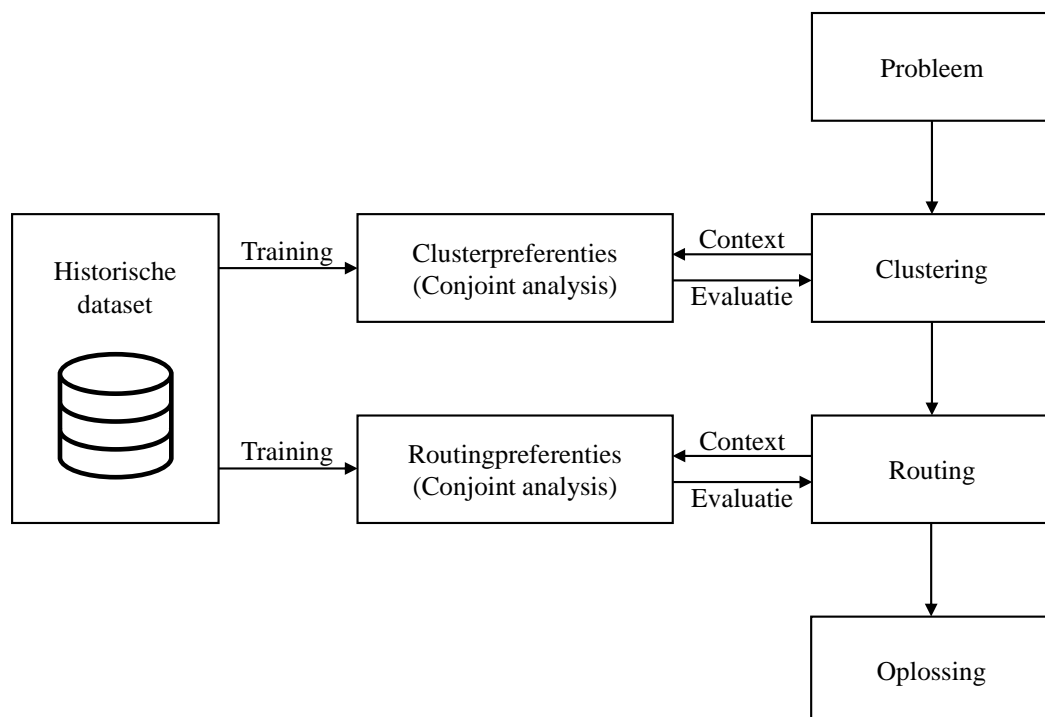 Probleem
Historische
dataset
Training
Clusterpreferenties
(Conjoint analysis)
Context
Evaluatie
Clustering
Training
Routingpreferenties
(Conjoint analysis)
Context
Evaluatie
Routing
Oplossing